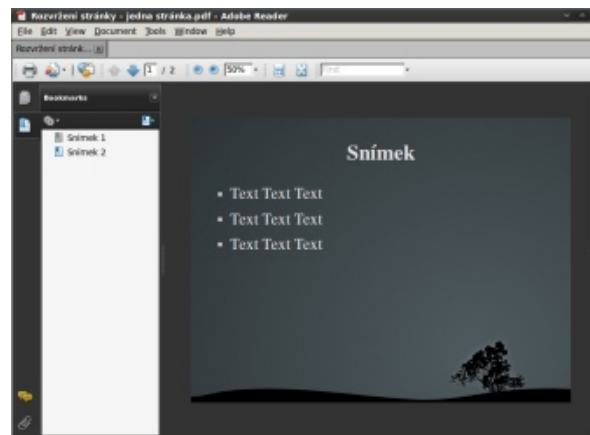 Rozvržení stránky - jedna stránka.pdf - Adobe Reader
File Edit View Document Tools Window Help
Rozvržení stránk...
1 / 2 50% Find
Bookmarks
Snímek 1
Snímek 2
Snímek
Text Text Text
Text Text Text
Text Text Text